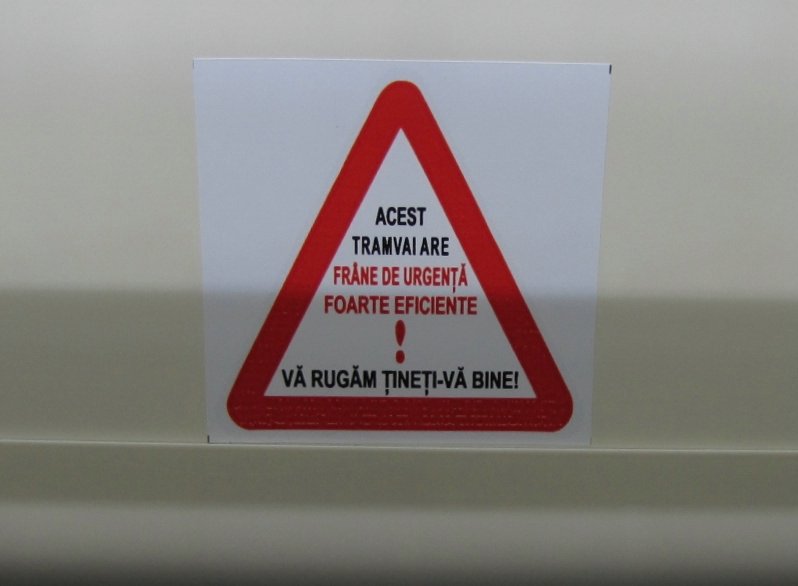 ACEST
TRAMVAI ARE
FRÂNE DE URGENȚĂ
FOARTE EFICIENTE
!
VĂ RUGĂM ȚINEȚI-VĂ BINE!